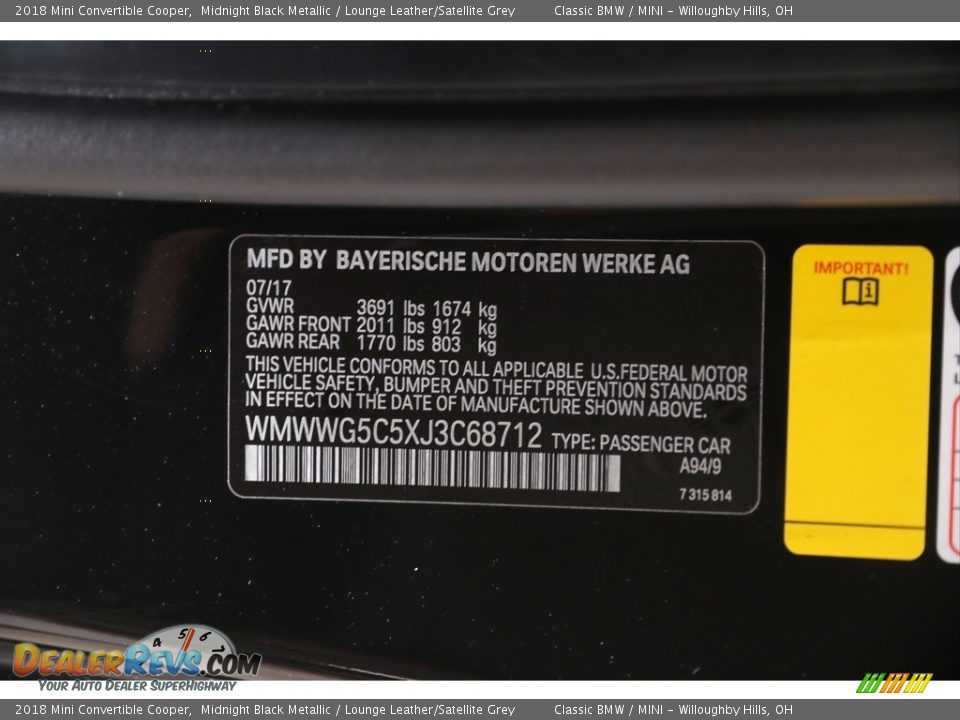 2018 Mini Convertible Cooper, Midnight Black Metallic / Lounge Leather/Satellite Grey Classic BMW / MINI - Willoughby Hills, OH
MFD BY BAYERISCHE MOTOREN WERKE AG
07/17
GVWR 3691 lbs 1674 kg
GAWR FRONT 2011 lbs 912 kg
GAWR REAR 1770 lbs 803 kg
THIS VEHICLE CONFORMS TO ALL APPLICABLE U.S.FEDERAL MOTOR
VEHICLE SAFETY, BUMPER AND THEFT PREVENTION STANDARDS
IN EFFECT ON THE DATE OF MANUFACTURE SHOWN ABOVE.
WMWWG5C5XJ3C68712 TYPE: PASSENGER CAR
A94/9
7 315 814
IMPORTANT!
i
4 5 6
DEALERREVS.COM
YOUR AUTO DEALER SUPERHIGHWAY
2018 Mini Convertible Cooper, Midnight Black Metallic / Lounge Leather/Satellite Grey Classic BMW / MINI - Willoughby Hills, OH